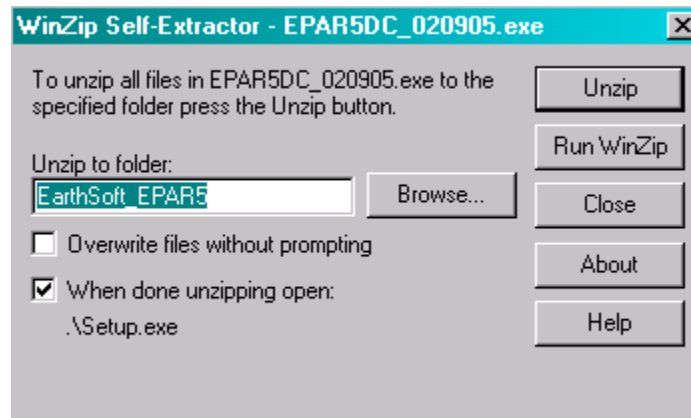 WinZip Self-Extractor - EPAR5DC_020905.exe
To unzip all files in EPAR5DC_020905.exe to the
specified folder press the Unzip button.
Unzip to folder:
EarthSoft_EPAR5
Browse...
Overwrite files without prompting
When done unzipping open:
.\Setup.exe
Unzip
Run WinZip
Close
About
Help